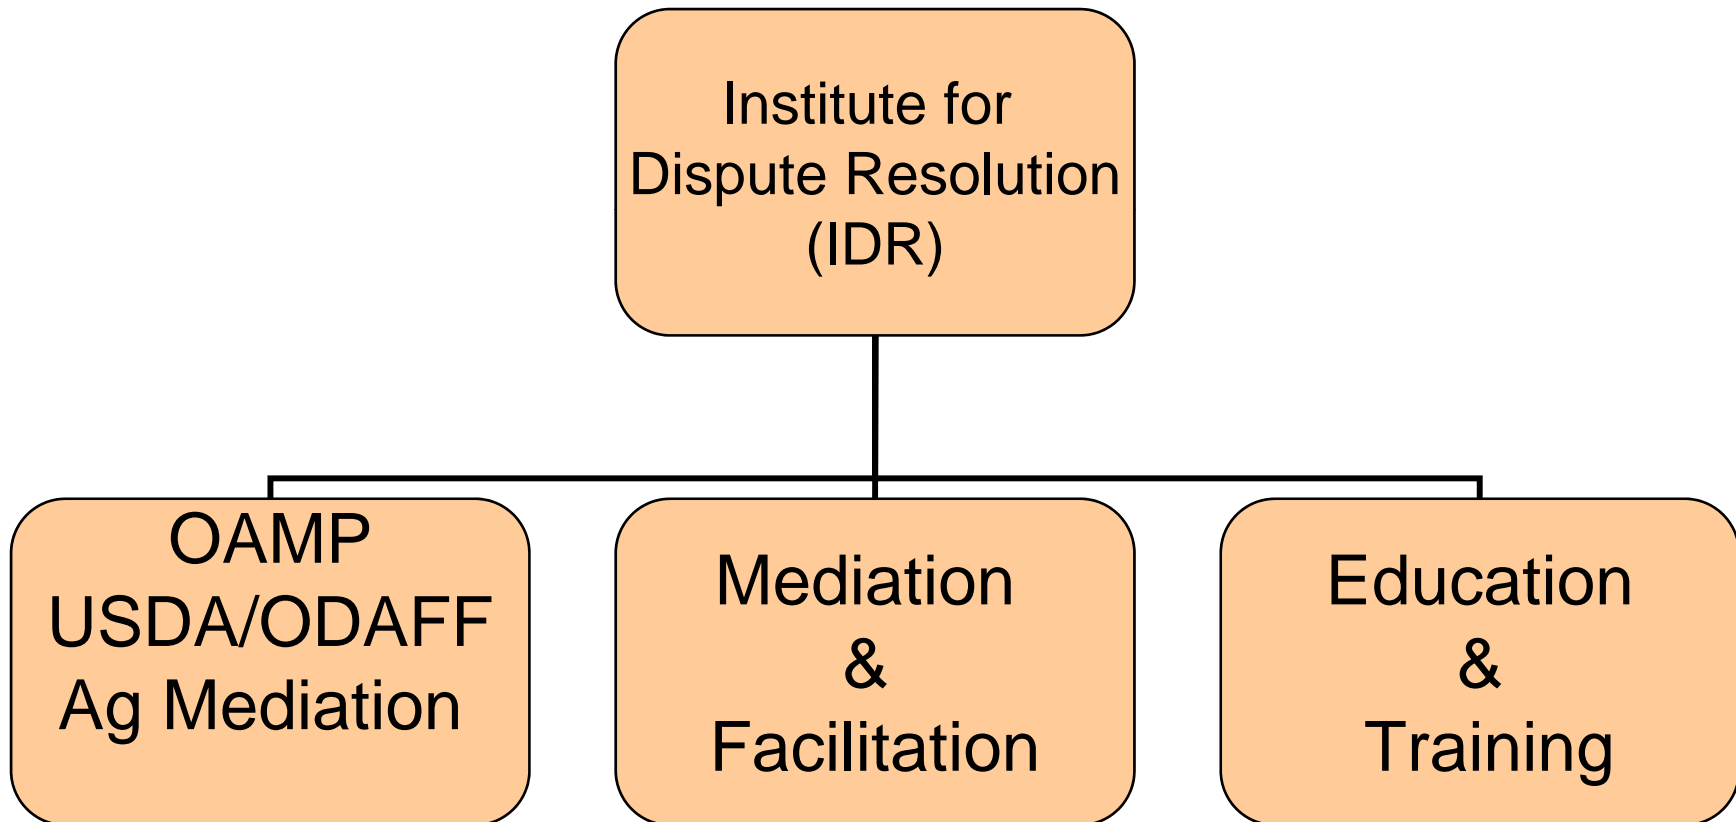 Institute for
Dispute Resolution
(IDR)
OAMP
USDA/ODAFF
Ag Mediation
Mediation
&
Facilitation
Education
&
Training